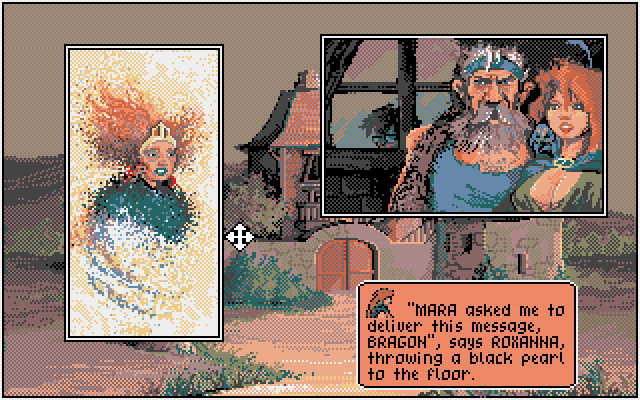 "MARA asked me to
deliver this message,
BRAGON", says ROXANNA,
throwing a black pearl
to the floor.